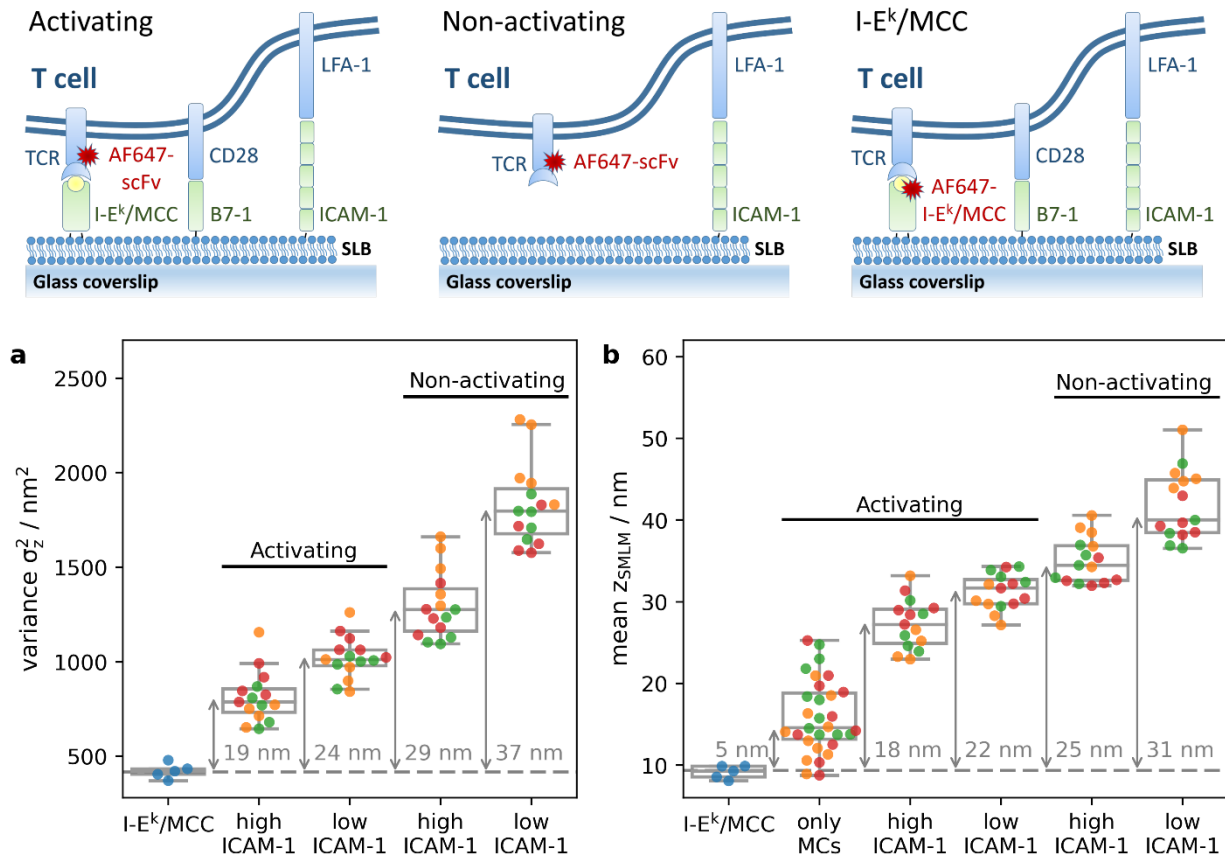 Activating
Non-activating
I-Eᵏ/MCC
T cell
LFA-1
TCR
AF647-
scFv
CD28
I-Eᵏ/MCC
B7-1
ICAM-1
SLB
Glass coverslip
T cell
LFA-1
TCR
AF647-scFv
ICAM-1
SLB
Glass coverslip
T cell
LFA-1
TCR
CD28
AF647-
I-Eᵏ/MCC
B7-1
ICAM-1
SLB
Glass coverslip
a
variance σ_z² / nm²
2500
2000
1500
1000
500
Non-activating
Activating
19 nm
24 nm
29 nm
37 nm
I-Eᵏ/MCC
high
ICAM-1
low
ICAM-1
high
ICAM-1
low
ICAM-1
b
mean z_SMLM / nm
60
50
40
30
20
10
Non-activating
Activating
5 nm
18 nm
22 nm
25 nm
31 nm
I-Eᵏ/MCC
only
MCs
high
ICAM-1
low
ICAM-1
high
ICAM-1
low
ICAM-1